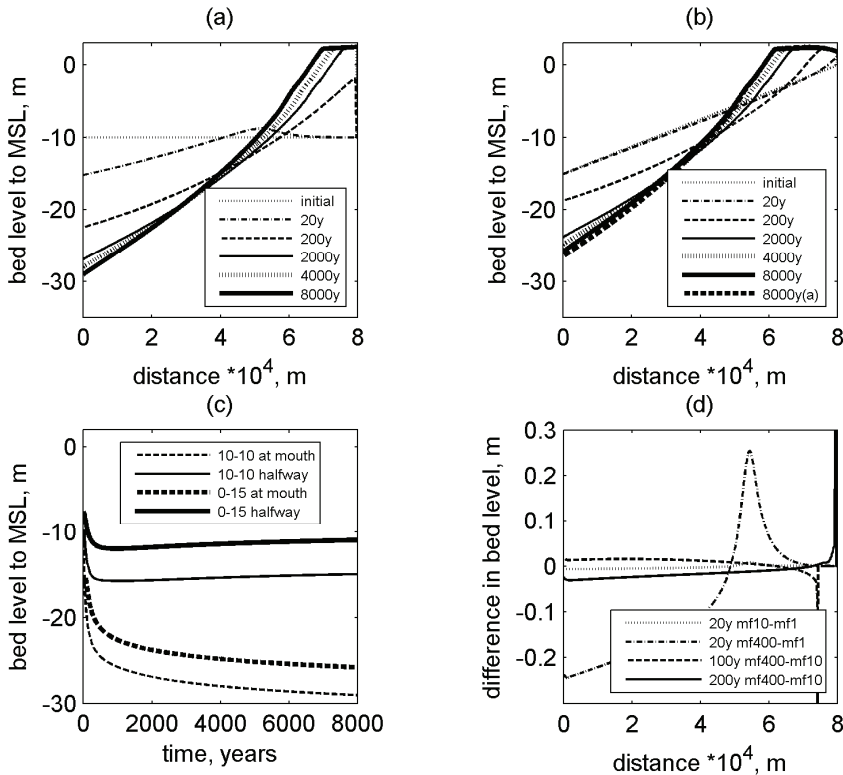 (a)
bed level to MSL, m
0
-10
-20
-30
initial
20y
200y
2000y
4000y
8000y
0 2 4 6 8
distance *10^4, m
(b)
bed level to MSL, m
0
-10
-20
-30
initial
20y
200y
2000y
4000y
8000y
8000y(a)
0 2 4 6 8
distance *10^4, m
(c)
bed level to MSL, m
0
-10
-20
-30
10-10 at mouth
10-10 halfway
0-15 at mouth
0-15 halfway
0 2000 4000 6000 8000
time, years
(d)
difference in bed level, m
0.3
0.2
0.1
0
-0.1
-0.2
20y mf10-mf1
20y mf400-mf1
100y mf400-mf10
200y mf400-mf10
0 2 4 6 8
distance *10^4, m